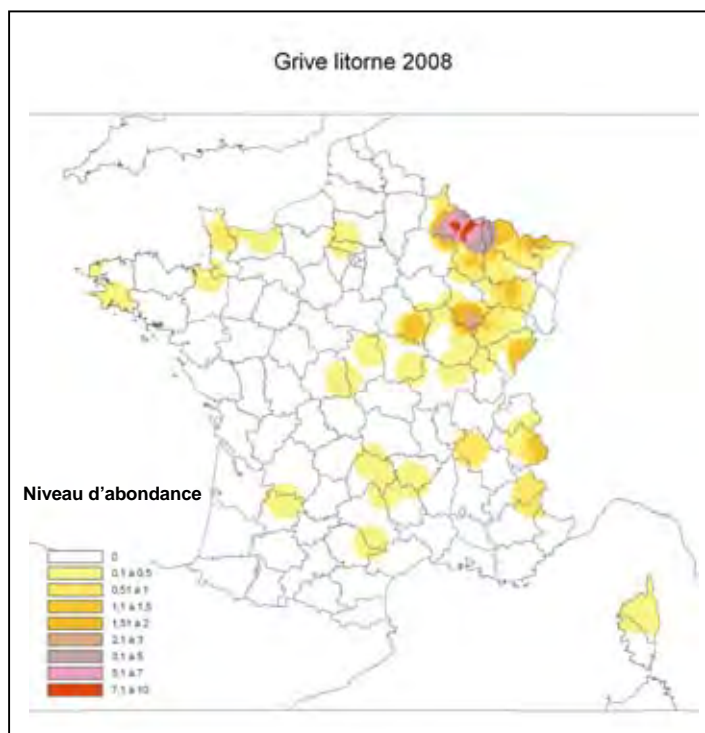 Grive litorne 2008
Niveau d'abondance
0
0,1 à 0,5
0,51 à 1
1,1 à 1,5
1,51 à 2
2,1 à 3
3,1 à 5
5,1 à 7
7,1 à 10